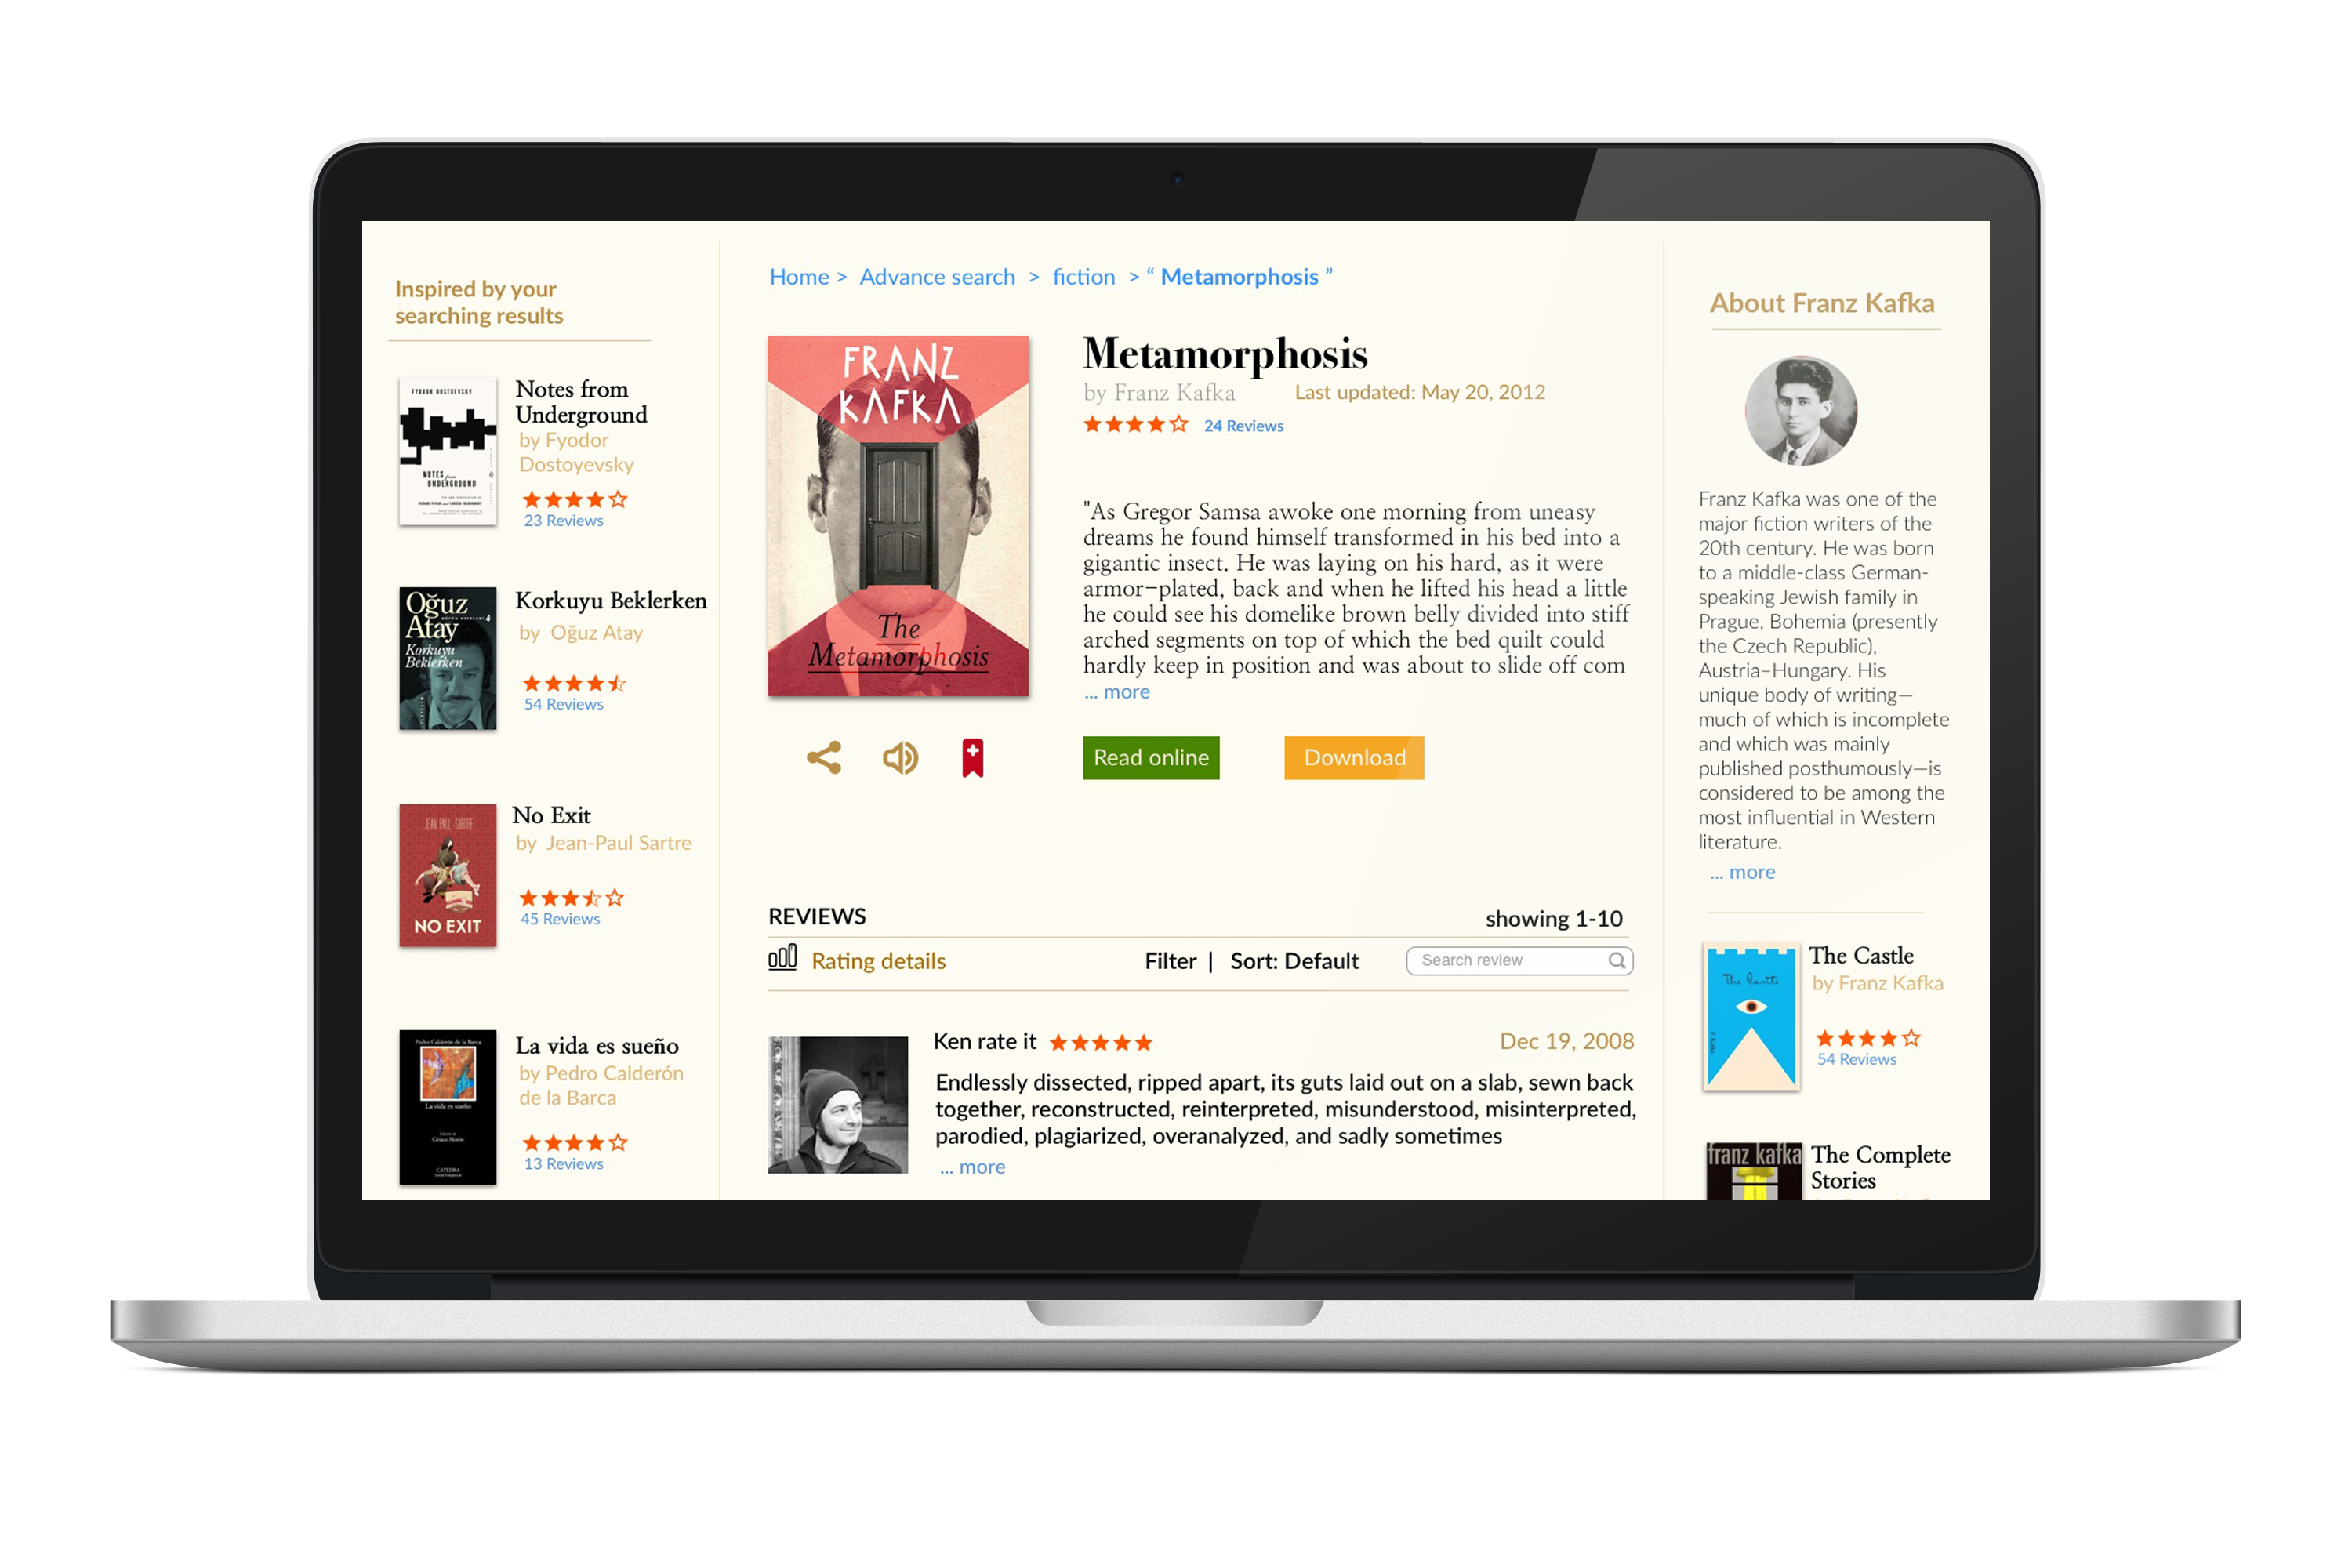 Inspired by your
searching results
FYODOR DOSTOEVSKY
NOTES from
UNDERGROUND
Notes from
Underground
by Fyodor
Dostoyevsky
23 Reviews
Oğuz
Atay
Korkuyu
Beklerken
Korkuyu Beklerken
by Oğuz Atay
54 Reviews
JEAN PAUL-SARTRE
NO EXIT
No Exit
by Jean-Paul Sartre
45 Reviews
Pedro Calderón de la Barca
La vida es sueño
CATEDRA
La vida es sueño
by Pedro Calderón
de la Barca
13 Reviews
Home > Advance search > fiction > “ Metamorphosis ”
FRANZ
KAFKA
The
Metamorphosis
Metamorphosis
by Franz Kafka Last updated: May 20, 2012
24 Reviews
"As Gregor Samsa awoke one morning from uneasy
dreams he found himself transformed in his bed into a
gigantic insect. He was laying on his hard, as it were
armor–plated, back and when he lifted his head a little
he could see his domelike brown belly divided into stiff
arched segments on top of which the bed quilt could
hardly keep in position and was about to slide off com
... more
Read online Download
REVIEWS showing 1-10
Rating details Filter | Sort: Default Search review
Ken rate it Dec 19, 2008
Endlessly dissected, ripped apart, its guts laid out on a slab, sewn back
together, reconstructed, reinterpreted, misunderstood, misinterpreted,
parodied, plagiarized, overanalyzed, and sadly sometimes
... more
About Franz Kafka
Franz Kafka was one of the
major fiction writers of the
20th century. He was born
to a middle-class German-
speaking Jewish family in
Prague, Bohemia (presently
the Czech Republic),
Austria–Hungary. His
unique body of writing—
much of which is incomplete
and which was mainly
published posthumously—is
considered to be among the
most influential in Western
literature.
... more
The Castle
F. Kafka
The Castle
by Franz Kafka
54 Reviews
franz kafka
The Complete
Stories